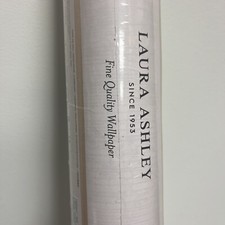 LAURA ASHLEY
SINCE 1953
Fine Quality Wallpaper